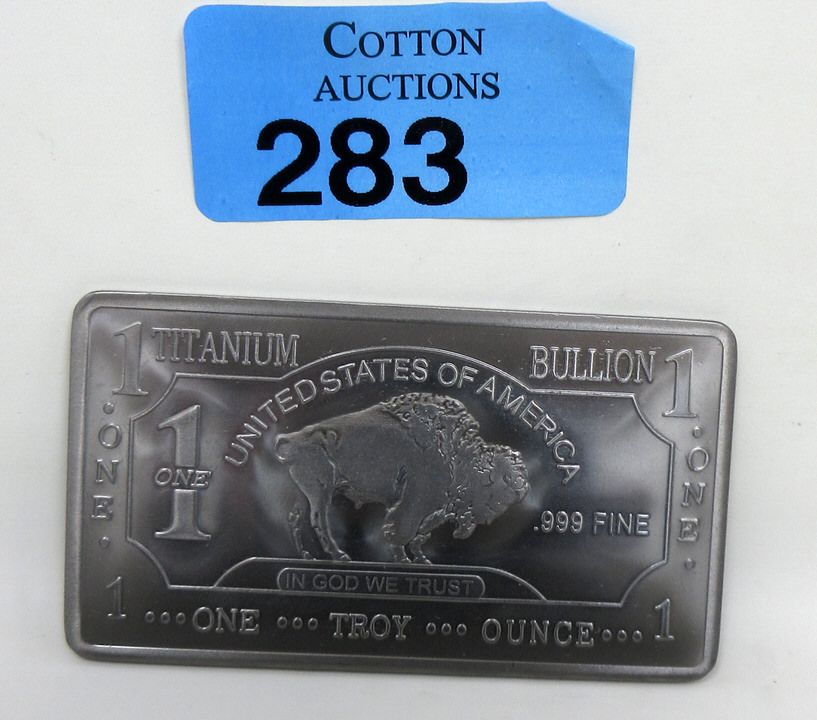 COTTON
AUCTIONS
283
1 TITANIUM BULLION 1
UNITED STATES OF AMERICA
• ONE •
1
ONE
.999 FINE
• ONE •
IN GOD WE TRUST
1 ••• ONE ••• TROY ••• OUNCE ••• 1